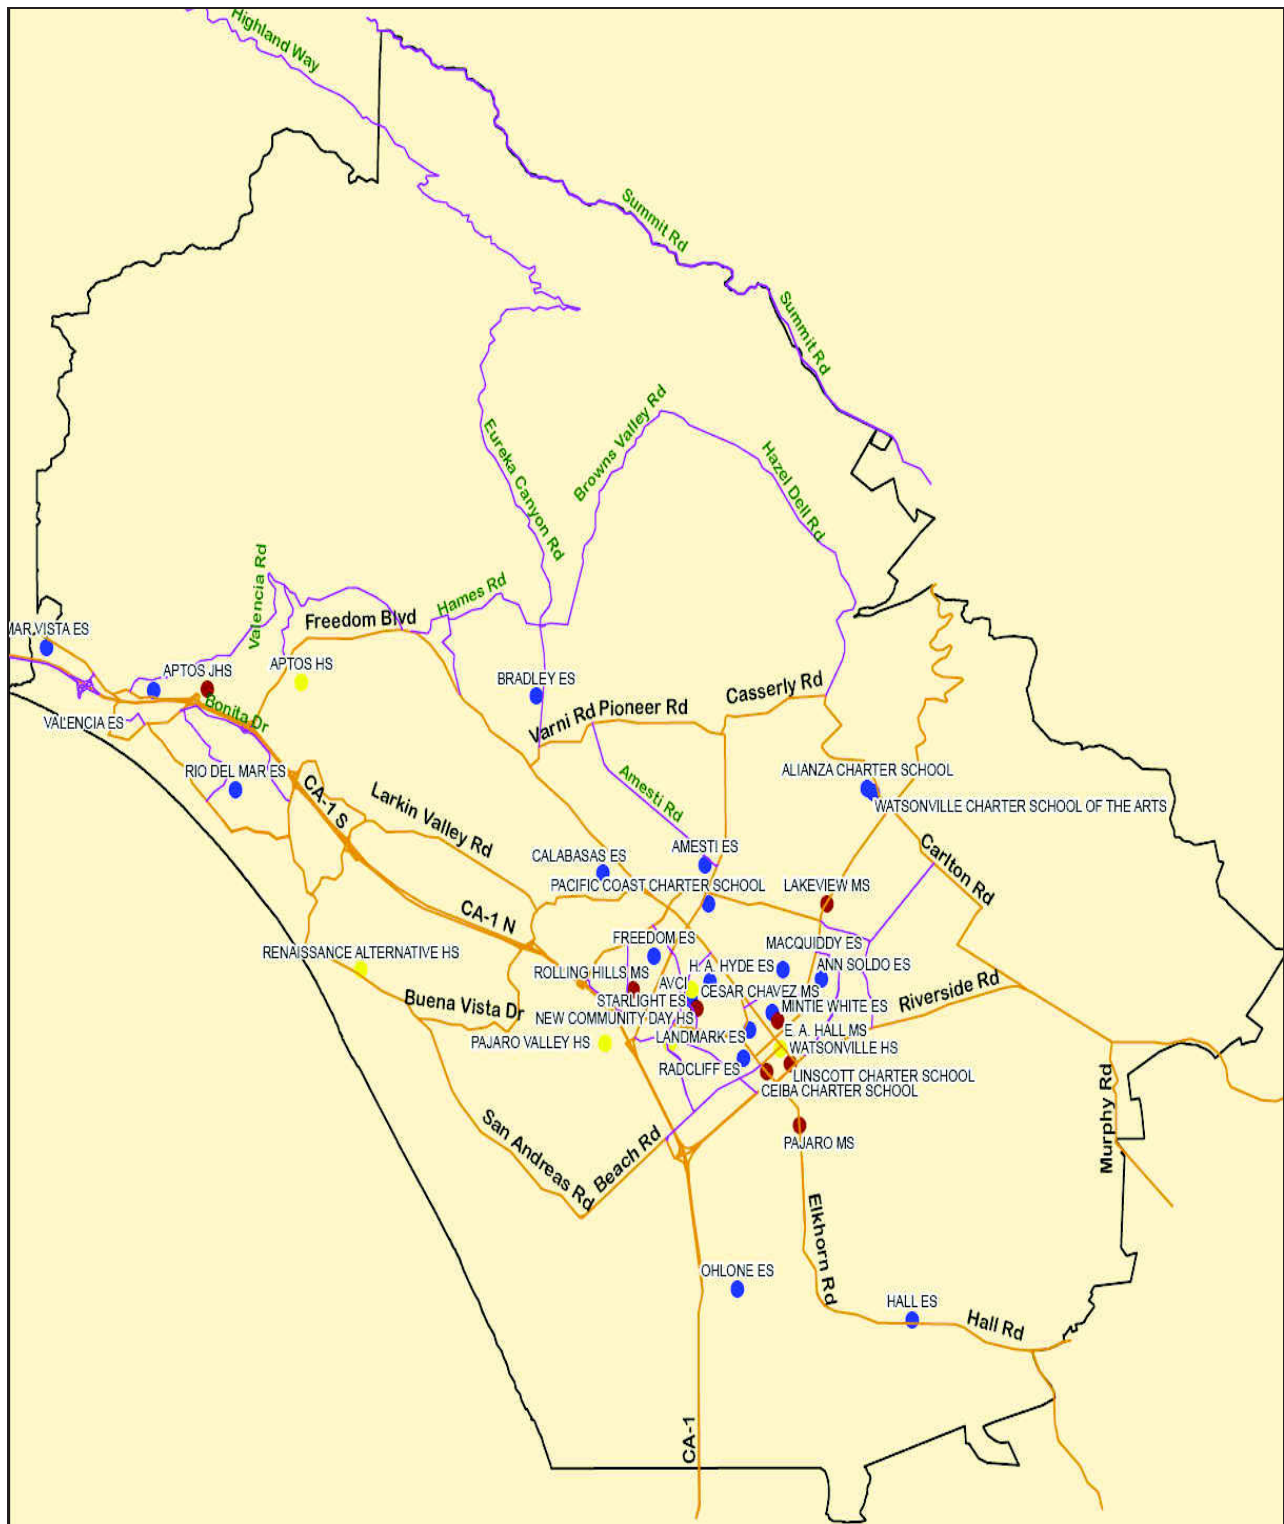 Highland Way
Summit Rd
Summit Rd
Browns Valley Rd
Eureka Canyon Rd
Hazel Dell Rd
Valencia Rd
Hames Rd
Freedom Blvd
MAR VISTA ES
APTOS JHS
APTOS HS
BRADLEY ES
Casserly Rd
Bonita Dr
VALENCIA ES
Varni Rd
Pioneer Rd
RIO DEL MAR ES
CA-1 S
Larkin Valley Rd
Amesti Rd
ALIANZA CHARTER SCHOOL
WATSONVILLE CHARTER SCHOOL OF THE ARTS
CALABASAS ES
AMESTI ES
Carlton Rd
PACIFIC COAST CHARTER SCHOOL
LAKEVIEW MS
CA-1 N
FREEDOM ES
MACQUIDDY ES
RENAISSANCE ALTERNATIVE HS
ROLLING HILLS MS
H. A. HYDE ES
ANN SOLDO ES
AVCI
CESAR CHAVEZ MS
Riverside Rd
Buena Vista Dr
STARLIGHT ES
MINTIE WHITE ES
NEW COMMUNITY DAY HS
E. A. HALL MS
PAJARO VALLEY HS
LANDMARK ES
WATSONVILLE HS
RADCLIFF ES
LINSCOTT CHARTER SCHOOL
CEIBA CHARTER SCHOOL
Murphy Rd
San Andreas Rd
Beach Rd
PAJARO MS
Elkhorn Rd
OHLONE ES
HALL ES
Hall Rd
CA-1